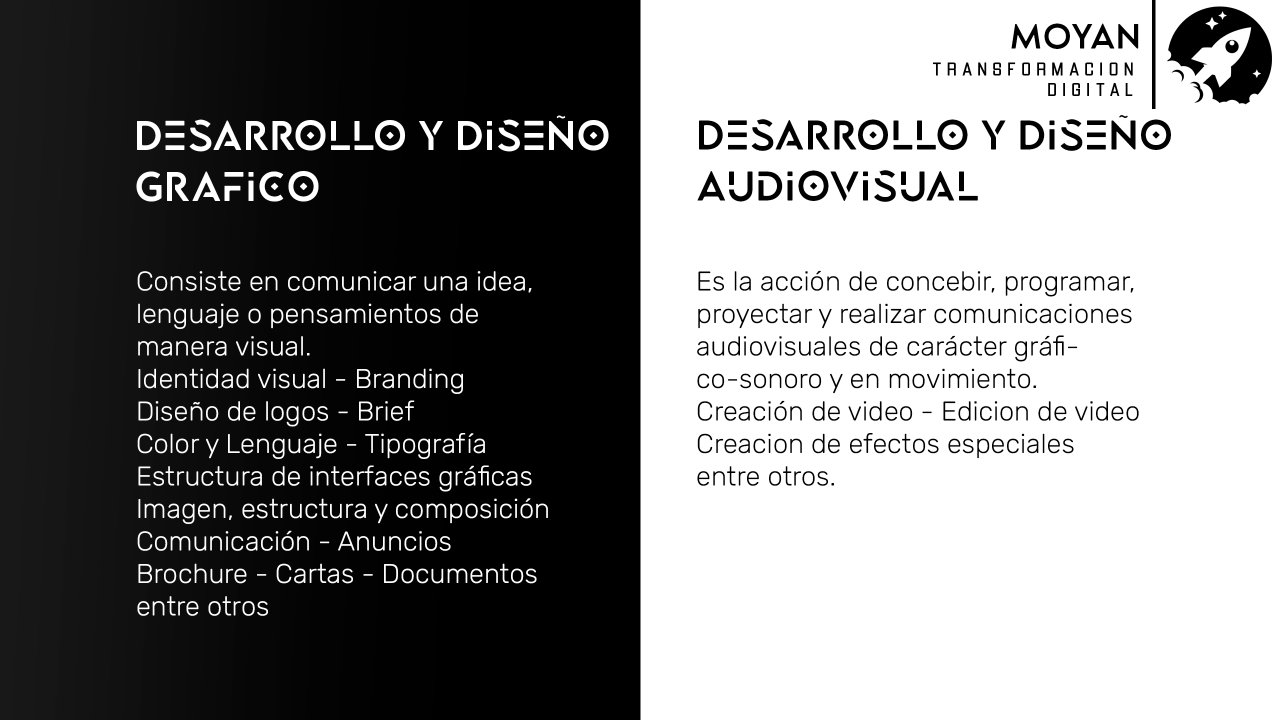 MOYAN
TRANSFORMACION
DIGITAL
DESARROLLO Y DiSEÑO
GRAFiCO
Consiste en comunicar una idea,
lenguaje o pensamientos de
manera visual.
Identidad visual - Branding
Diseño de logos - Brief
Color y Lenguaje - Tipografía
Estructura de interfaces gráficas
Imagen, estructura y composición
Comunicación - Anuncios
Brochure - Cartas - Documentos
entre otros
DESARROLLO Y DiSEÑO
AUDiOViSUAL
Es la acción de concebir, programar,
proyectar y realizar comunicaciones
audiovisuales de carácter gráfi-
co-sonoro y en movimiento.
Creación de video - Edicion de video
Creacion de efectos especiales
entre otros.